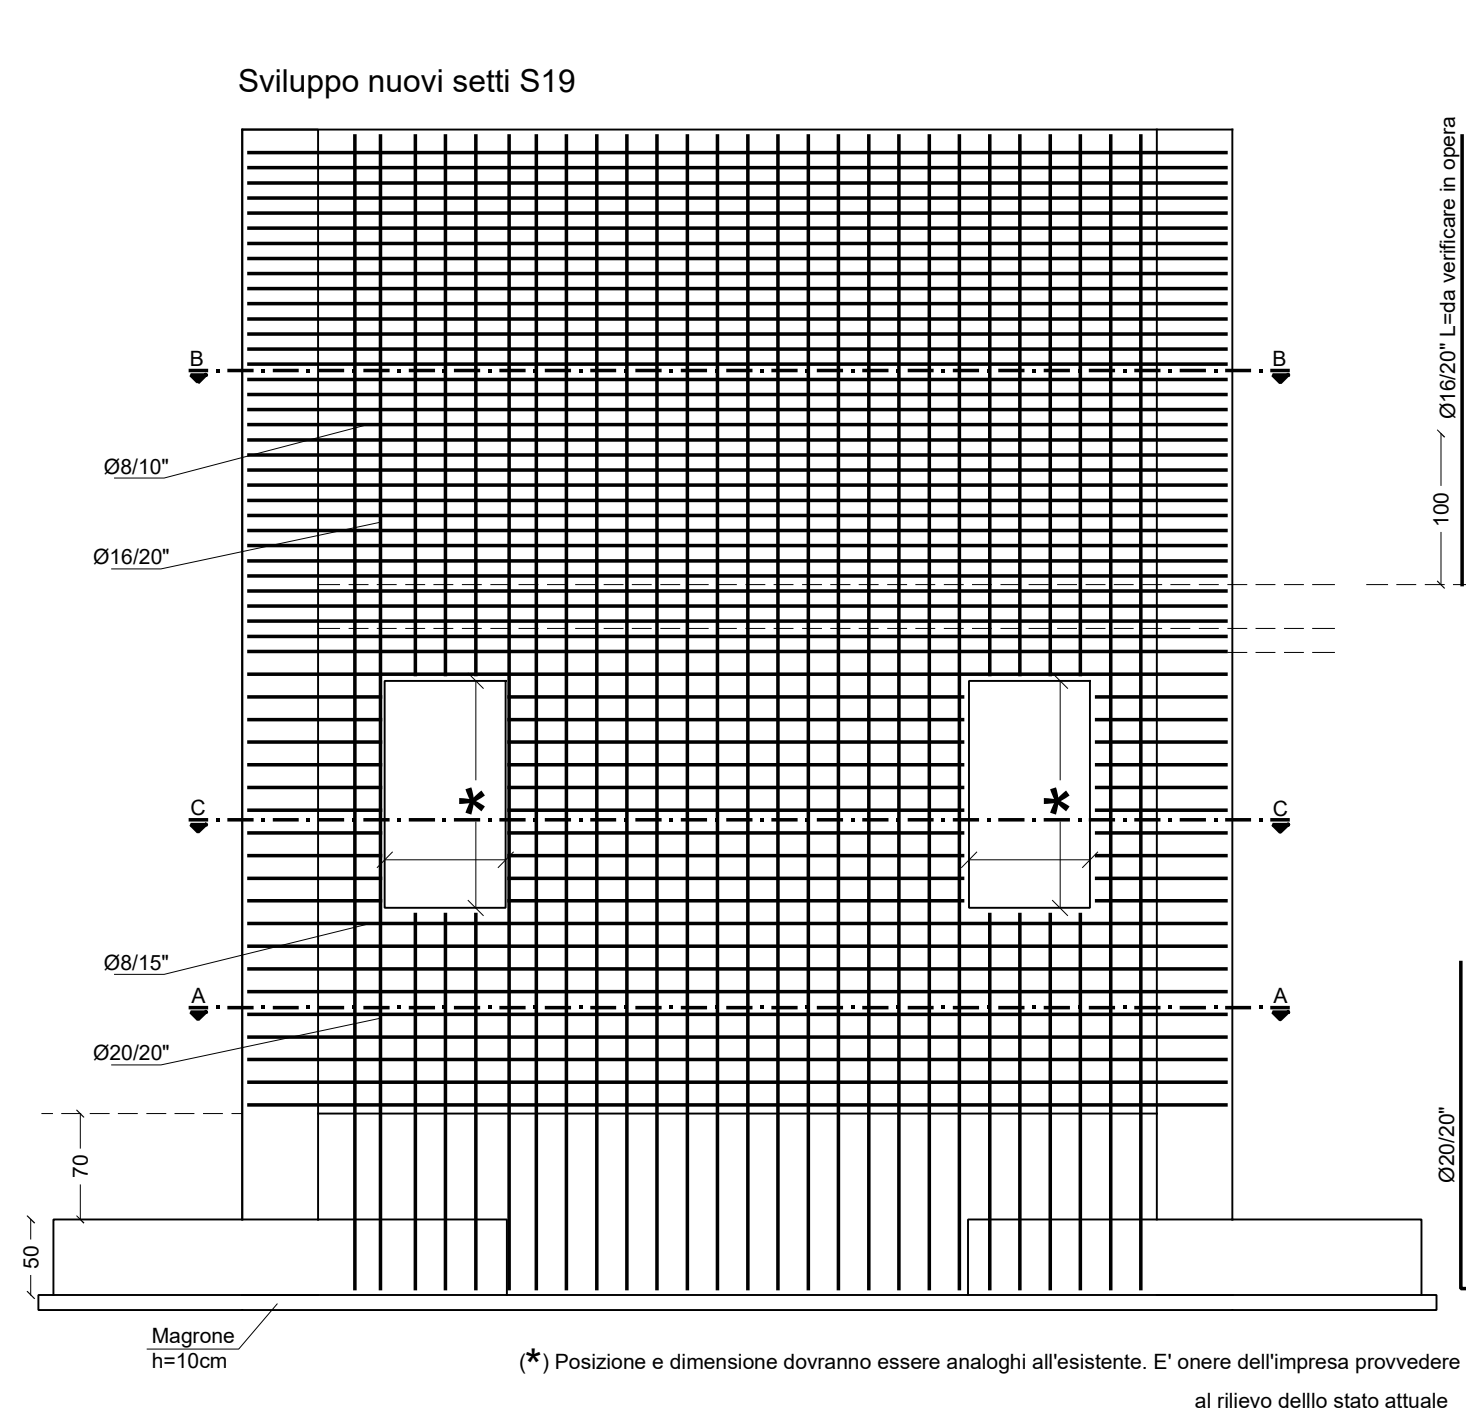 Sviluppo nuovi setti S19
Ø16/20" L=da verificare in opera
B
B
Ø8/10"
100
Ø16/20"
*
*
C
C
Ø8/15"
A
A
Ø20/20"
70
Ø20/20"
50
Magrone
h=10cm
(*) Posizione e dimensione dovranno essere analoghi all'esistente. E' onere dell'impresa provvedere
al rilievo delllo stato attuale